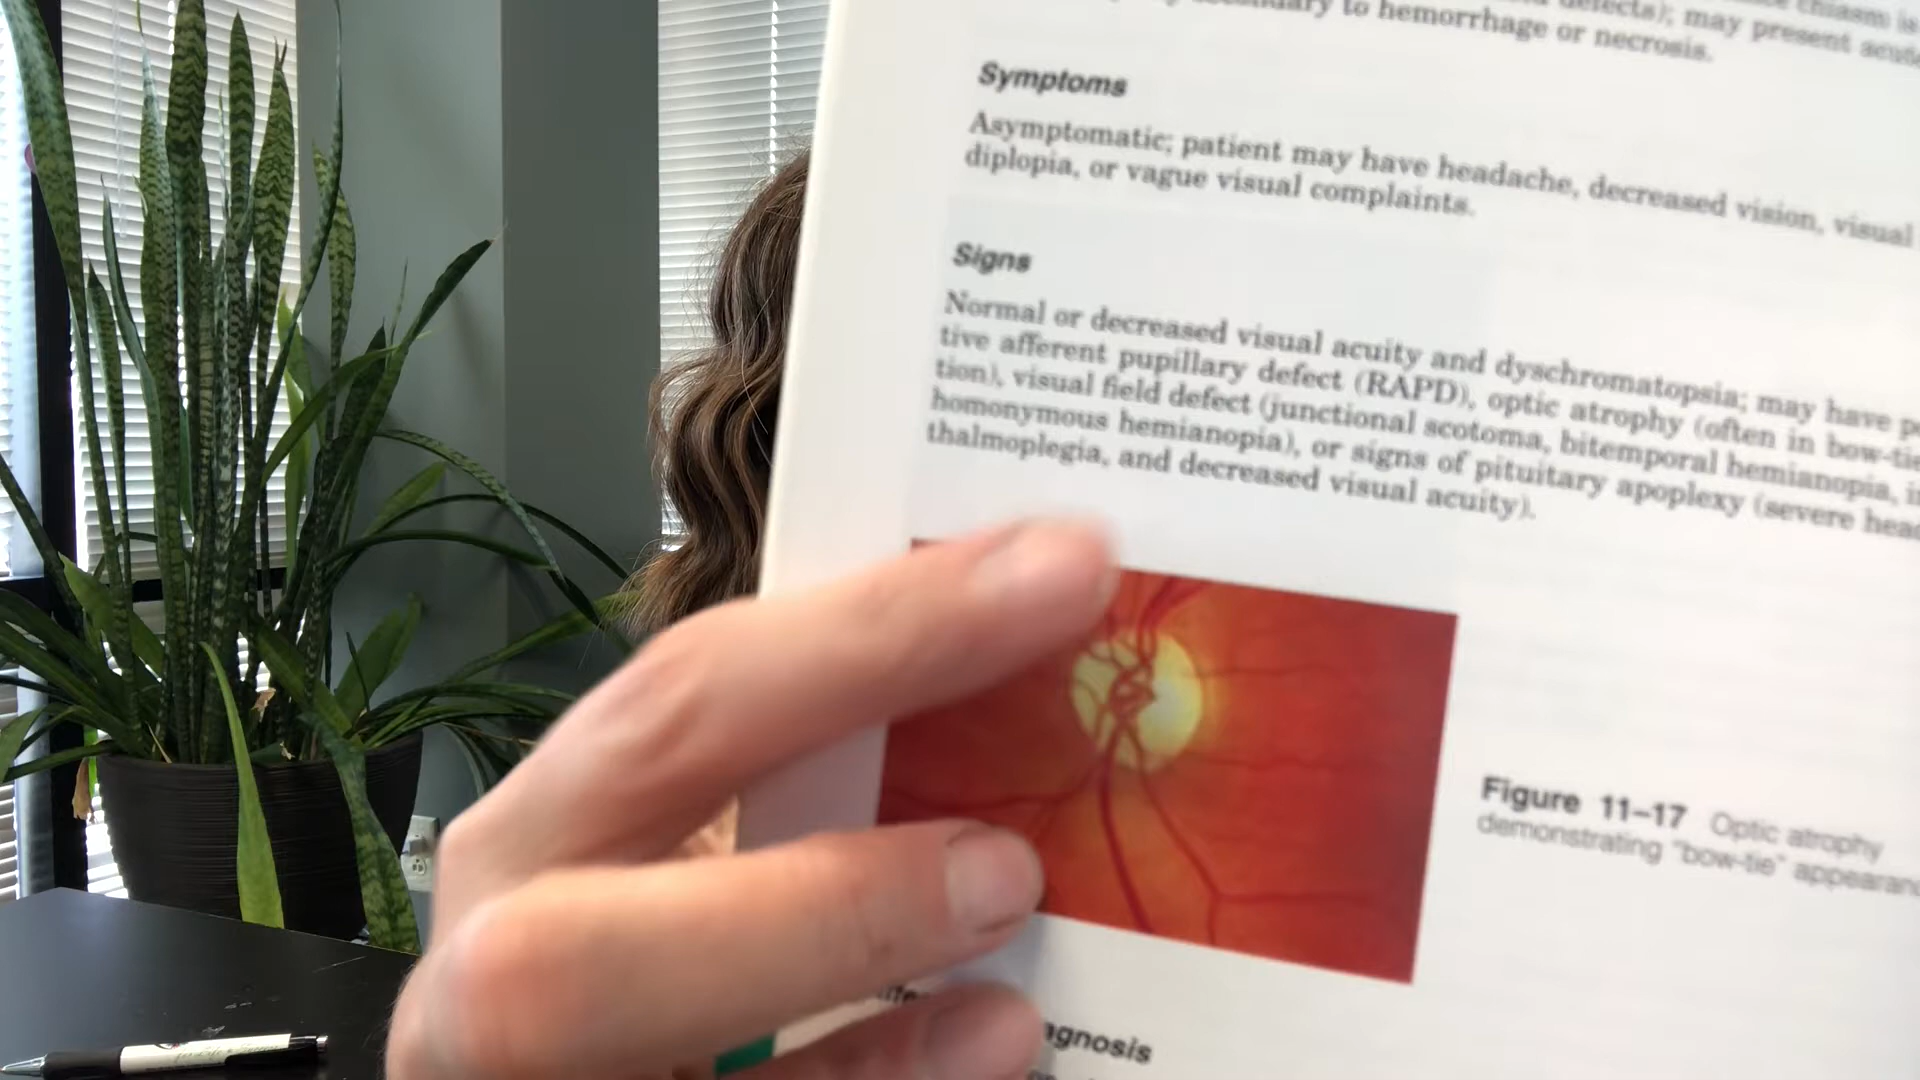 defects); may present
secondary to hemorrhage or necrosis.
Symptoms
Asymptomatic; patient may have headache, decreased vision, visual
diplopia, or vague visual complaints.
Signs
Normal or decreased visual acuity and dyschromatopsia; may have
tive afferent pupillary defect (RAPD), optic atrophy (often in bow-tie
tion), visual field defect (junctional scotoma, bitemporal hemianopia,
homonymous hemianopia), or signs of pituitary apoplexy (severe
thalmoplegia, and decreased visual acuity).
Figure 11–17 Optic atrophy
demonstrating "bow-tie"
agnosis